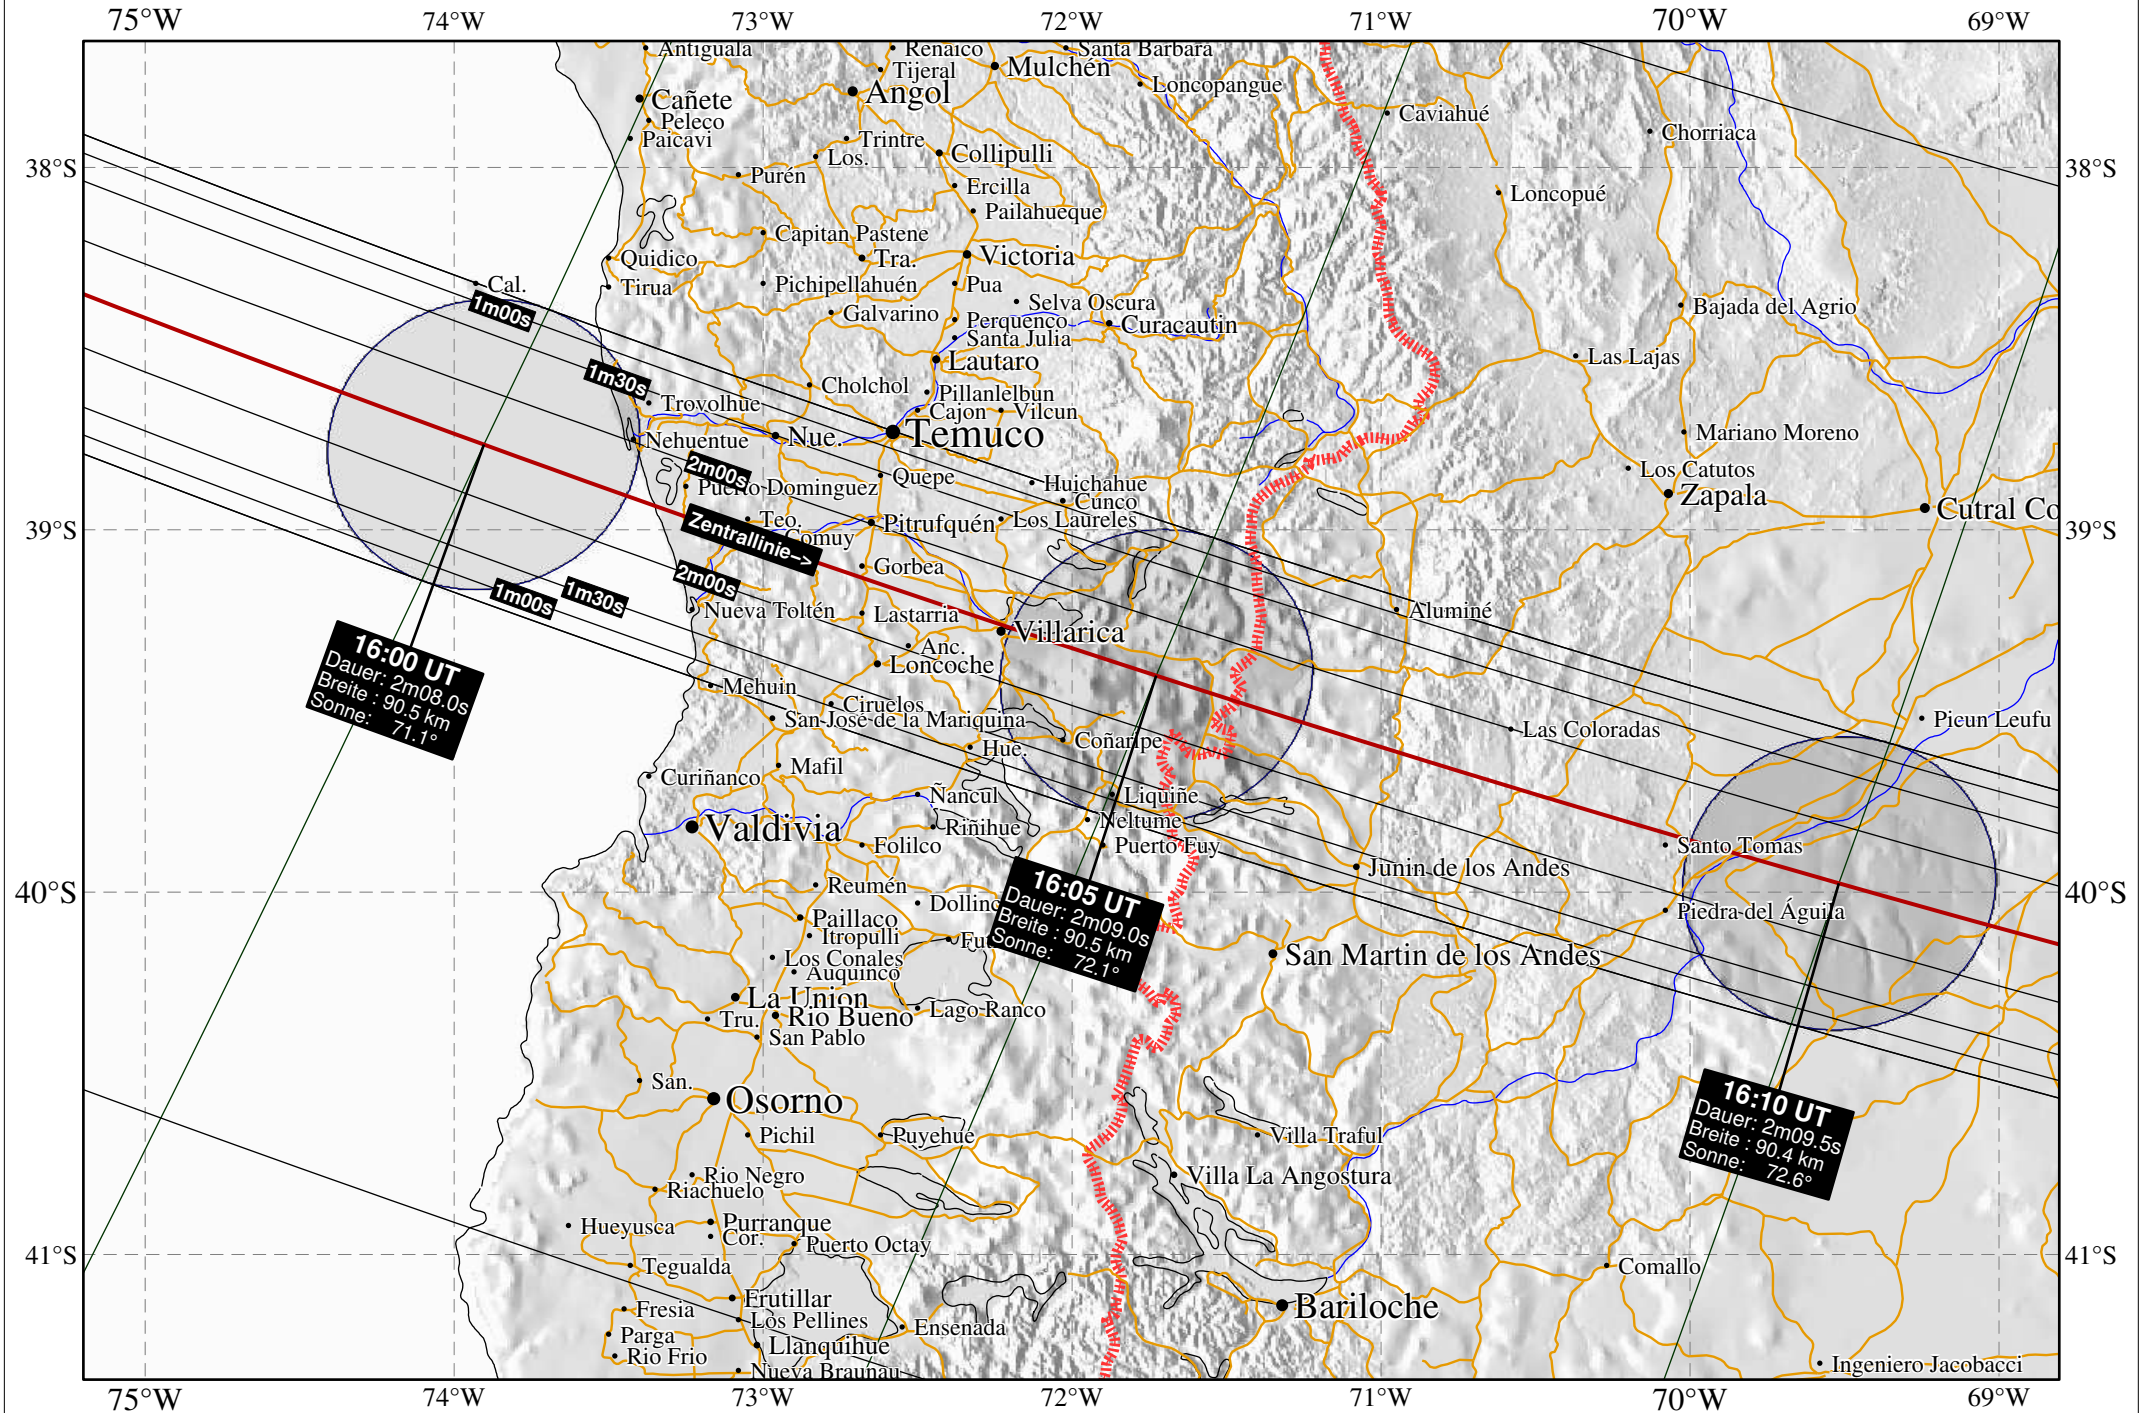 75°W 74°W 73°W 72°W 71°W 70°W 69°W
Antiguala
Renaico
Santa Barbara
Tijeral
Mulchén
Loncopangue
Cañete
Angol
Peleco
Caviahué
Paicavi
Trintre
Chorriaca
Los.
Collipulli
38°S
38°S
Purén
Ercilla
Loncopué
Pailahueque
Capitan Pastene
Quidico
Tra.
Victoria
Cal.
Tirua
Pichipellahuén
Pua
Selva Oscura
1m00s
Galvarino
Perquenco
Curacautin
Bajada del Agrio
Santa Julia
Lautaro
Las Lajas
1m30s
Cholchol
Pillanlelbun
Trovolhue
Cajon
Vilcun
Nehuentue
Nue.
Temuco
Mariano Moreno
2m00s
Quepe
Huichahue
Los Catutos
Puerto Dominguez
Cunco
Zapala
Teo.
Pitrufquén
Los Laureles
Cutral Co
39°S
39°S
Zentrallinie–>
Comuy
Gorbea
2m00s
1m00s
1m30s
Nueva Toltén
Lastarria
Aluminé
Villarica
Anc.
Loncoche
16:00 UT
Dauer: 2m08.0s
Breite : 90.5 km
Sonne: 71.1°
Mehuin
Ciruelos
San José de la Mariquina
Picun Leufu
Las Coloradas
Coñaripe
Hue.
Mafil
Curiñanco
Ñancul
Liquiñe
Valdivia
Riñihue
Neltume
Folilco
Puerto Fuy
Santo Tomas
Junin de los Andes
Reumén
40°S
40°S
Dollinc
16:05 UT
Dauer: 2m09.0s
Breite : 90.5 km
Sonne: 72.1°
Paillaco
Piedra del Águila
Itropulli
Fut
Los Conales
San Martin de los Andes
Auquinco
La Union
Lago Ranco
Tru.
Rio Bueno
San Pablo
San.
Osorno
16:10 UT
Dauer: 2m09.5s
Breite : 90.4 km
Sonne: 72.6°
Pichil
Puyehue
Villa Traful
Rio Negro
Villa La Angostura
Riachuelo
Hueyusca
Purranque
Cor.
Puerto Octay
41°S
41°S
Tegualda
Comallo
Frutillar
Fresia
Los Pellines
Bariloche
Parga
Ensenada
Llanquihue
Rio Frio
Nueva Braunau
Ingeniero Jacobacci
75°W 74°W 73°W 72°W 71°W 70°W 69°W